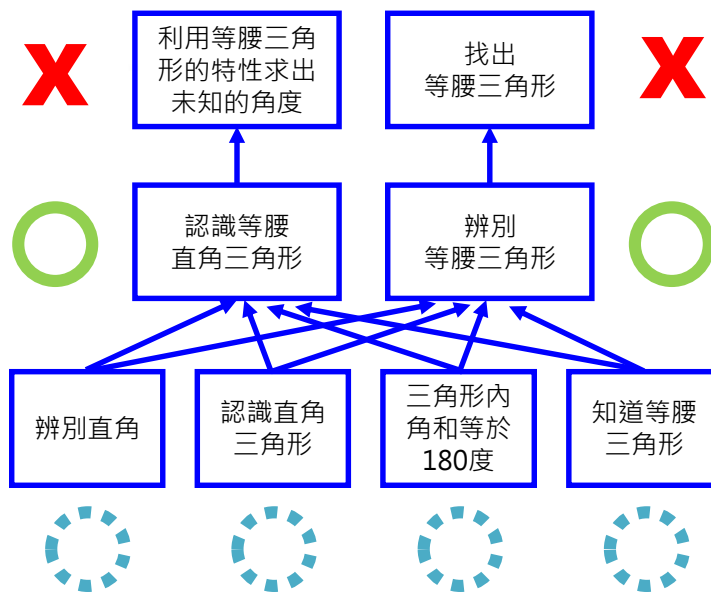 利用等腰三角
形的特性求出
未知的角度
找出
等腰三角形
認識等腰
直角三角形
辨別
等腰三角形
辨別直角
認識直角
三角形
三角形內
角和等於
180度
知道等腰
三角形